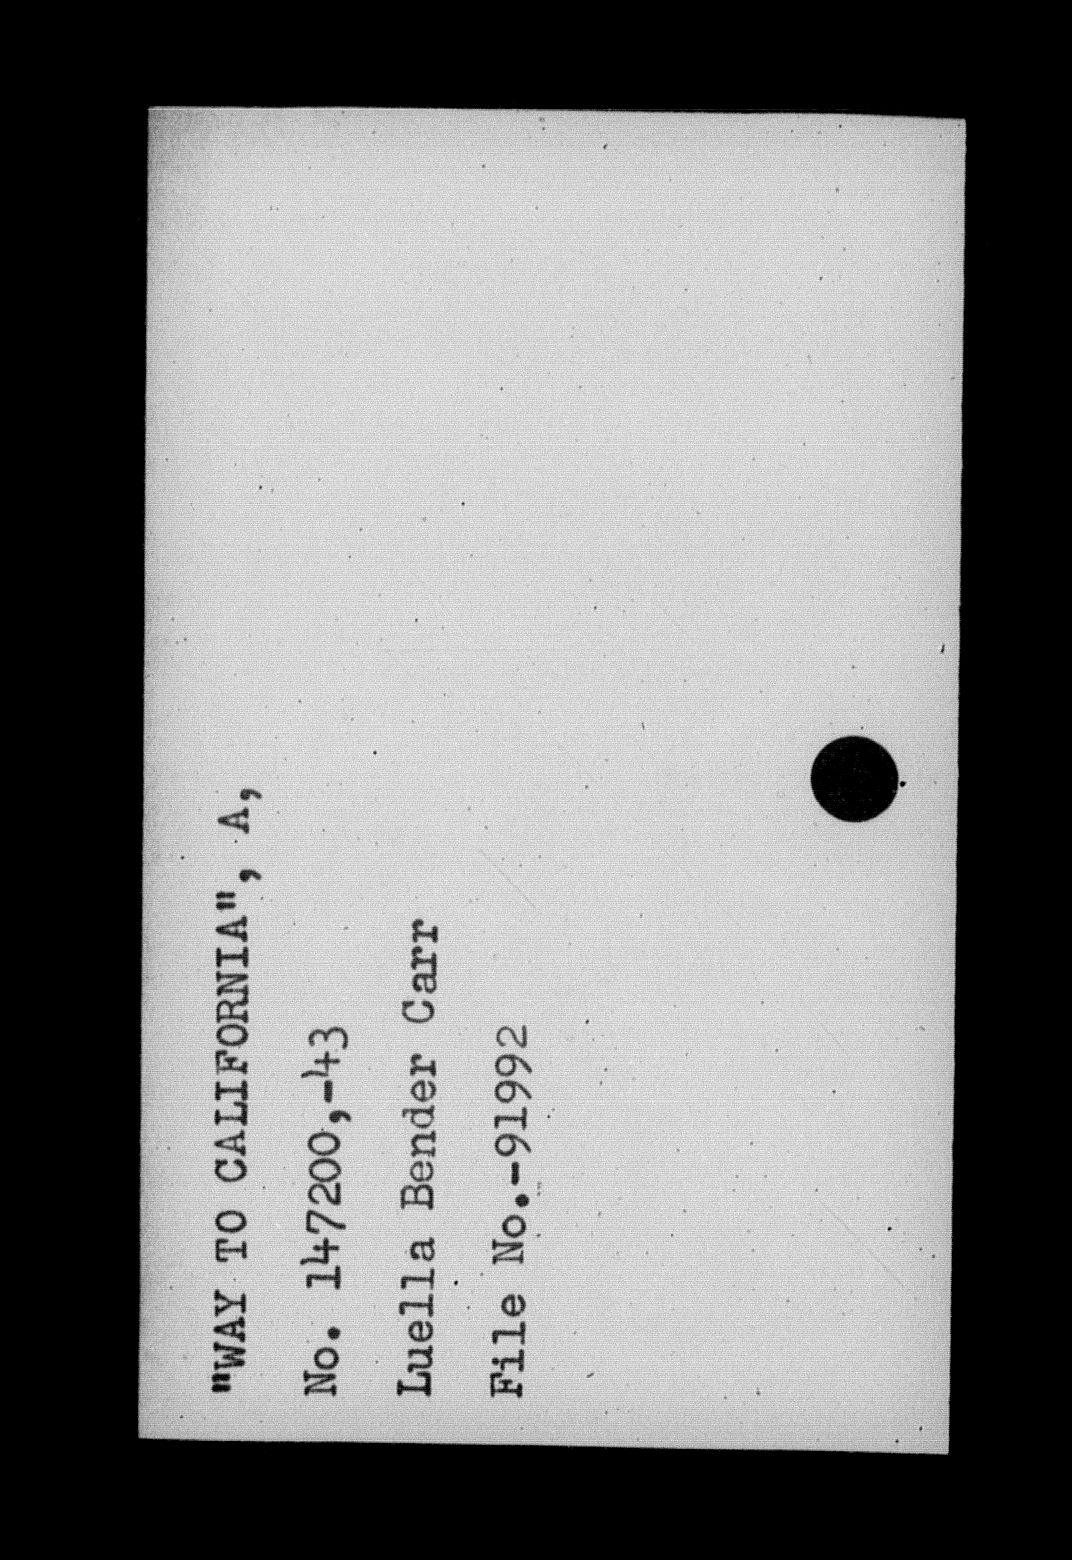 "WAY TO CALIFORNIA", A,
No. 147200,-43
Luella Bender Carr
File No.-91992